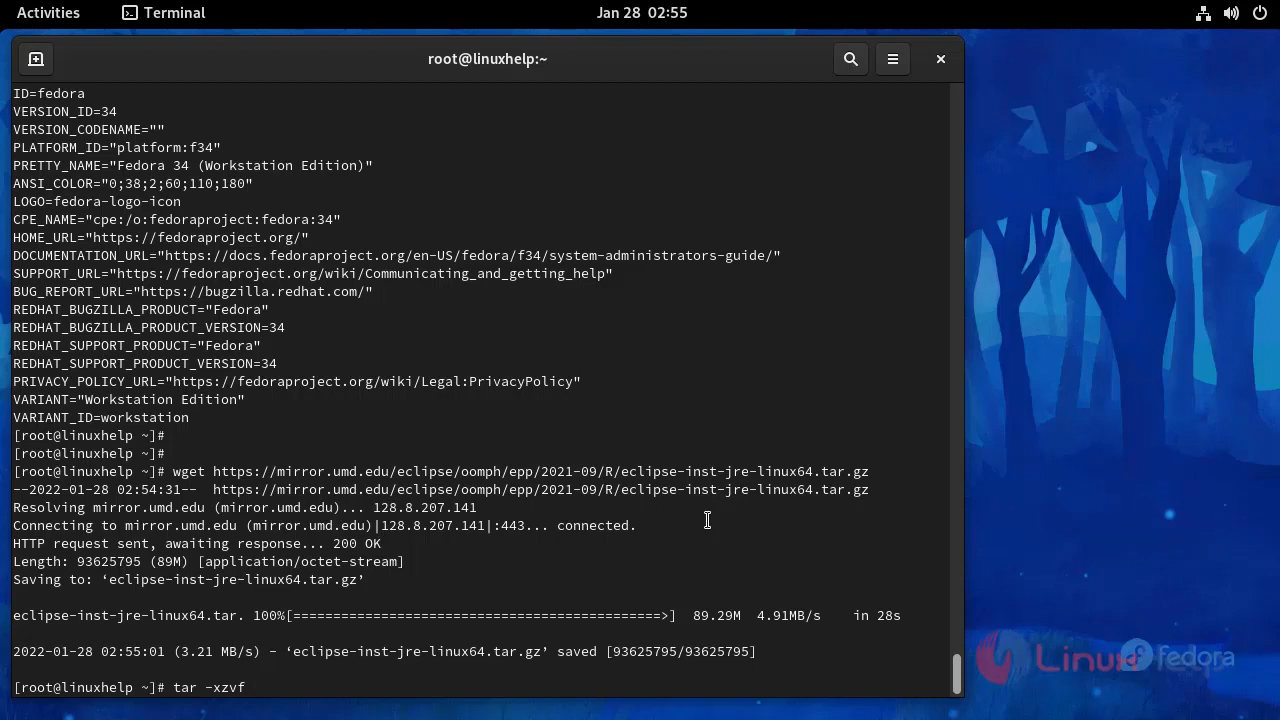 Activities
Terminal
Jan 28 02:55
root@linuxhelp:~
ID=fedora
VERSION_ID=34
VERSION_CODENAME=""
PLATFORM_ID="platform:f34"
PRETTY_NAME="Fedora 34 (Workstation Edition)"
ANSI_COLOR="0;38;2;60;110;180"
LOGO=fedora-logo-icon
CPE_NAME="cpe:/o:fedoraproject:fedora:34"
HOME_URL="https://fedoraproject.org/"
DOCUMENTATION_URL="https://docs.fedoraproject.org/en-US/fedora/f34/system-administrators-guide/"
SUPPORT_URL="https://fedoraproject.org/wiki/Communicating_and_getting_help"
BUG_REPORT_URL="https://bugzilla.redhat.com/"
REDHAT_BUGZILLA_PRODUCT="Fedora"
REDHAT_BUGZILLA_PRODUCT_VERSION=34
REDHAT_SUPPORT_PRODUCT="Fedora"
REDHAT_SUPPORT_PRODUCT_VERSION=34
PRIVACY_POLICY_URL="https://fedoraproject.org/wiki/Legal:PrivacyPolicy"
VARIANT="Workstation Edition"
VARIANT_ID=workstation
[root@linuxhelp ~]#
[root@linuxhelp ~]#
[root@linuxhelp ~]# wget https://mirror.umd.edu/eclipse/oomph/epp/2021-09/R/eclipse-inst-jre-linux64.tar.gz
--2022-01-28 02:54:31--  https://mirror.umd.edu/eclipse/oomph/epp/2021-09/R/eclipse-inst-jre-linux64.tar.gz
Resolving mirror.umd.edu (mirror.umd.edu)... 128.8.207.141
Connecting to mirror.umd.edu (mirror.umd.edu)|128.8.207.141|:443... connected.
HTTP request sent, awaiting response... 200 OK
Length: 93625795 (89M) [application/octet-stream]
Saving to: ‘eclipse-inst-jre-linux64.tar.gz’
eclipse-inst-jre-linux64.tar. 100%[==============================================>]  89.29M  4.91MB/s    in 28s
2022-01-28 02:55:01 (3.21 MB/s) - ‘eclipse-inst-jre-linux64.tar.gz’ saved [93625795/93625795]
[root@linuxhelp ~]# tar -xzvf
fedora